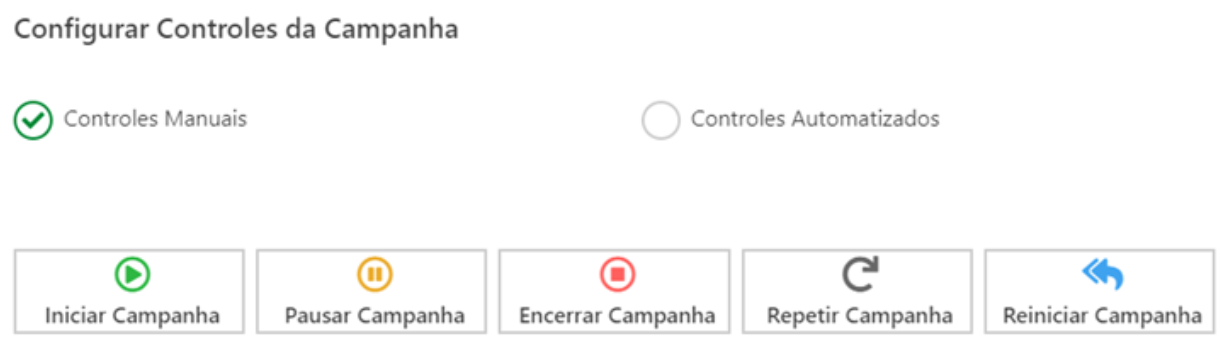 Configurar Controles da Campanha
Controles Manuais
Controles Automatizados
Iniciar Campanha
Pausar Campanha
Encerrar Campanha
Repetir Campanha
Reiniciar Campanha